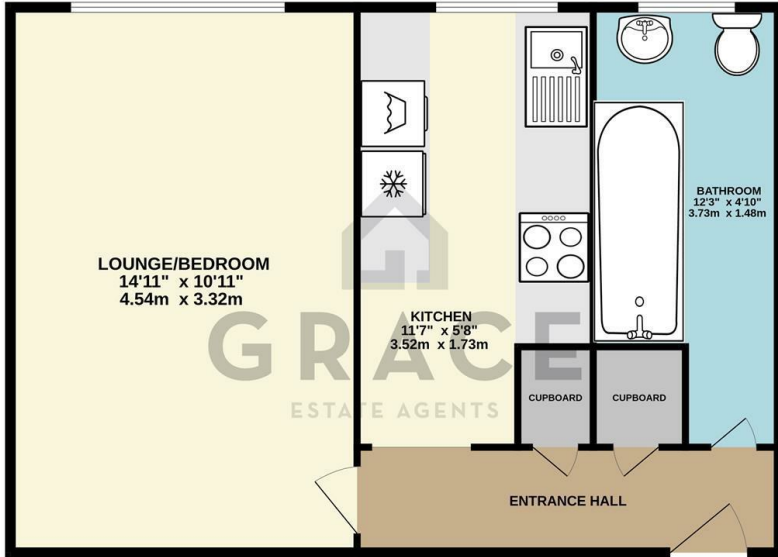 LOUNGE/BEDROOM
14'11" x 10'11"
4.54m x 3.32m
KITCHEN
11'7" x 5'8"
3.52m x 1.73m
BATHROOM
12'3" x 4'10"
3.73m x 1.48m
GRACE
ESTATE AGENTS
CUPBOARD
CUPBOARD
ENTRANCE HALL